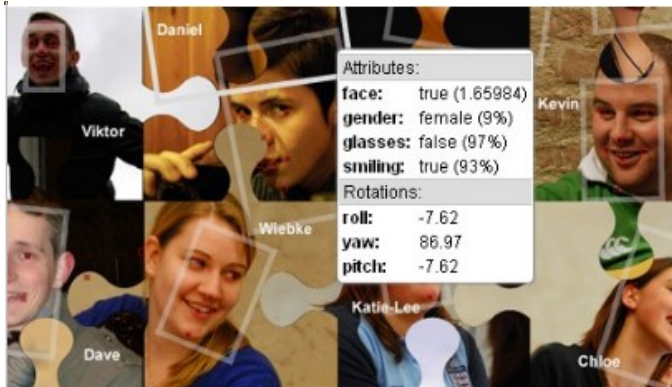 Daniel
Viktor
Attributes:
face: true (1.65984)
gender: female (9%)
glasses: false (97%)
smiling: true (93%)
Rotations:
roll: -7.62
yaw: 86.97
pitch: -7.62
Kevin
Wiebke
Katie-Lee
Dave
Chloe